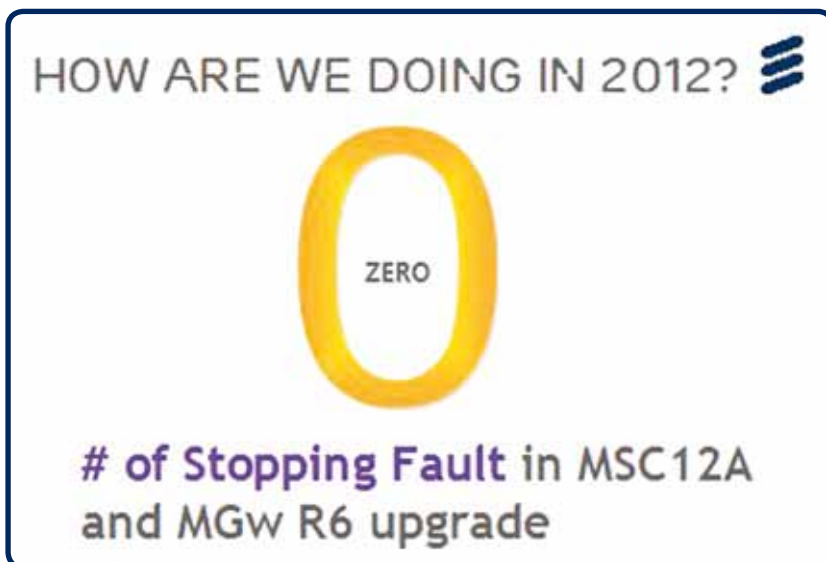 HOW ARE WE DOING IN 2012?
0
ZERO
# of Stopping Fault in MSC12A
and MGw R6 upgrade